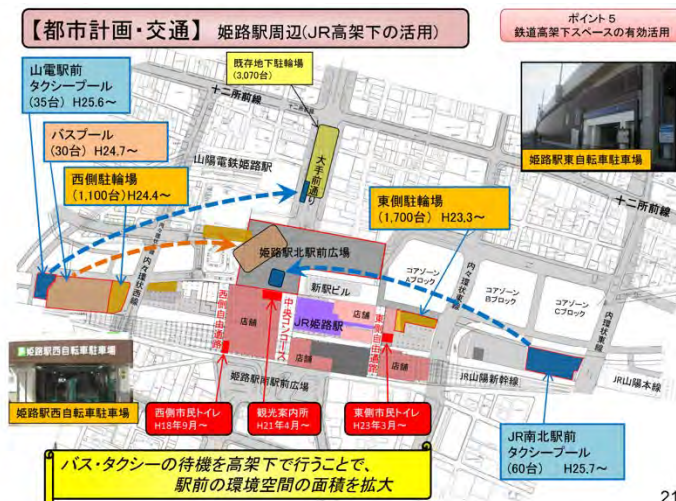 【都市計画・交通】 姫路駅周辺(JR高架下の活用)
ポイント5
鉄道高架下スペースの有効活用
山電駅前
タクシープール
(35台) H25.6～
既存地下駐輪場
(3,070台)
十二所前線
バスプール
(30台) H24.7～
山陽電鉄姫路駅
大手前通り
姫路駅東自転車駐車場
西側駐輪場
(1,100台)H24.4～
東側駐輪場
(1,700台) H23.3～
十二所前線
姫路駅北駅前広場
コアゾーン
Aブロック
コアゾーン
Bブロック
コアゾーン
Cブロック
内々環状西線
内々環状東線
内環状東線
新駅ビル
西側自由通路
店舗
中央コンコース
JR姫路駅
店舗
東側自由通路
店舗
店舗
姫路駅南駅前広場
JR山陽新幹線
JR山陽本線
姫路駅西自転車駐車場
姫路駅西自転車駐車場
西側市民トイレ
H18年9月～
観光案内所
H21年4月～
東側市民トイレ
H23年3月～
JR南北駅前
タクシープール
(60台) H25.7～
バス・タクシーの待機を高架下で行うことで、
駅前の環境空間の面積を拡大
21